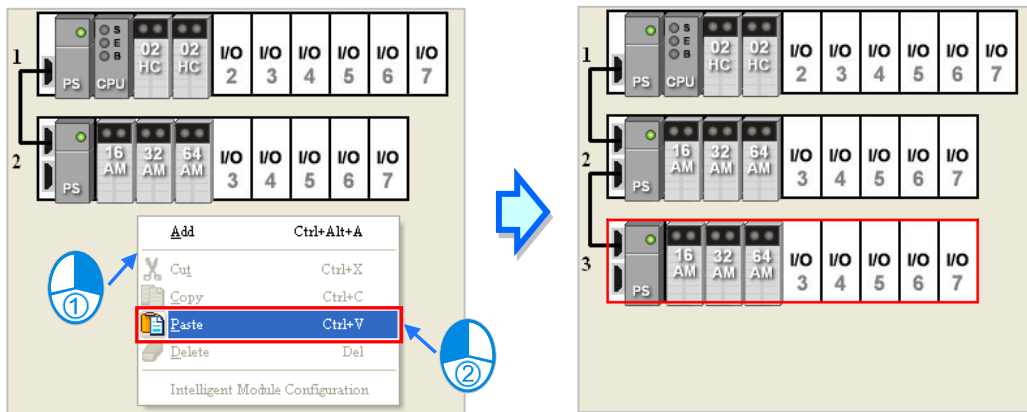 1 PS S E B CPU 02 HC 02 HC I/O 2 I/O 3 I/O 4 I/O 5 I/O 6 I/O 7
2 PS 16 AM 32 AM 64 AM I/O 3 I/O 4 I/O 5 I/O 6 I/O 7
Add Ctrl+Alt+A
Cut Ctrl+X
Copy Ctrl+C
Paste Ctrl+V
Delete Del
Intelligent Module Configuration
①
②
1 PS S E B CPU 02 HC 02 HC I/O 2 I/O 3 I/O 4 I/O 5 I/O 6 I/O 7
2 PS 16 AM 32 AM 64 AM I/O 3 I/O 4 I/O 5 I/O 6 I/O 7
3 PS 16 AM 32 AM 64 AM I/O 3 I/O 4 I/O 5 I/O 6 I/O 7